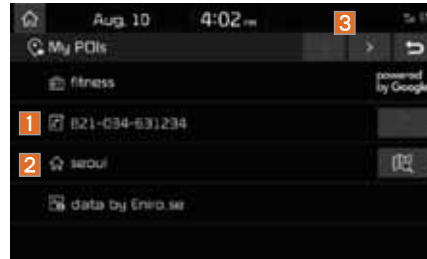 Aug. 10 4:02 PM 3
My POIs >
fitness powered
by Google
1 821-034-631234
2 seoul
data by Eniro.se